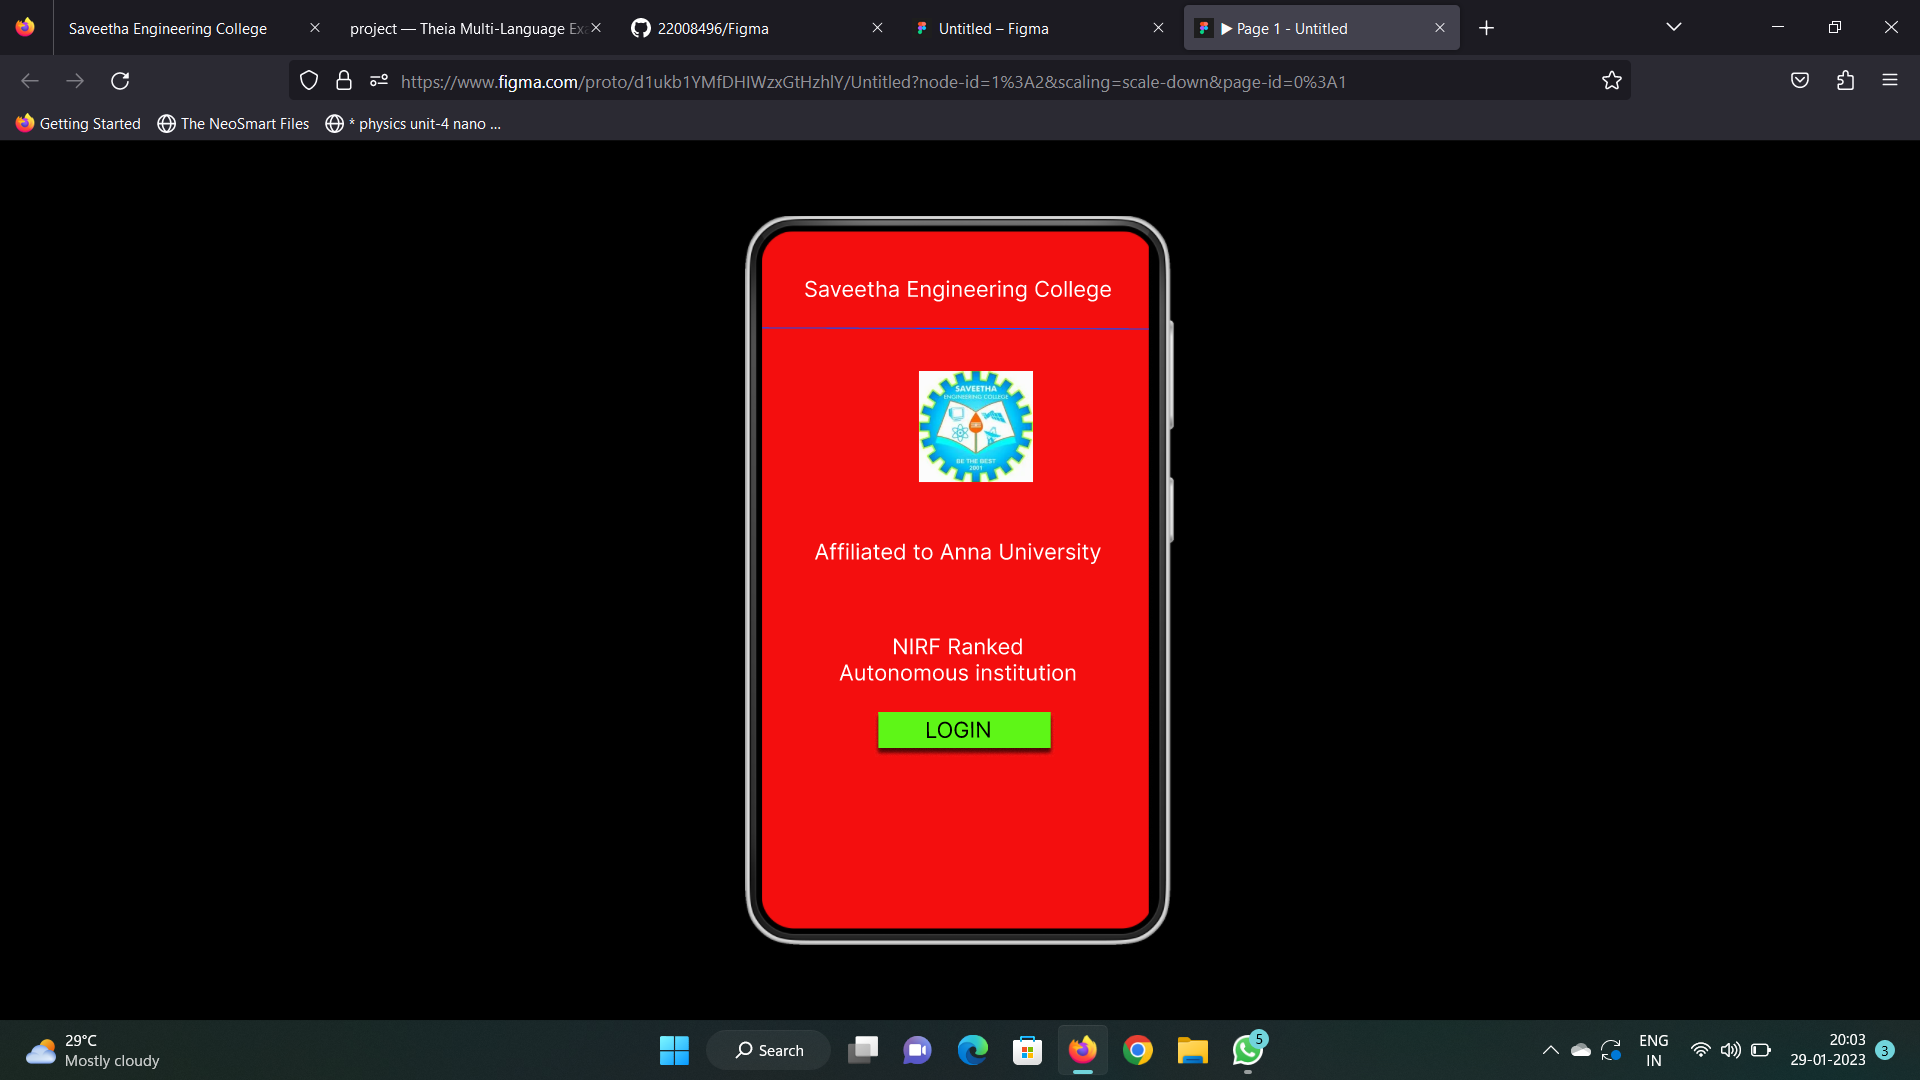 Saveetha Engineering College
project — Theia Multi-Language Ex
22008496/Figma
Untitled – Figma
▶ Page 1 - Untitled
https://www.figma.com/proto/d1ukb1YMfDHIWzxGtHzhlY/Untitled?node-id=1%3A2&scaling=scale-down&page-id=0%3A1
Getting Started
The NeoSmart Files
* physics unit-4 nano ...
Saveetha Engineering College
SAVEETHA
ENGINEERING COLLEGE
BE THE BEST
2001
Affiliated to Anna University
NIRF Ranked
Autonomous institution
LOGIN
29°C
Mostly cloudy
Search
5
ENG
IN
20:03
29-01-2023
3